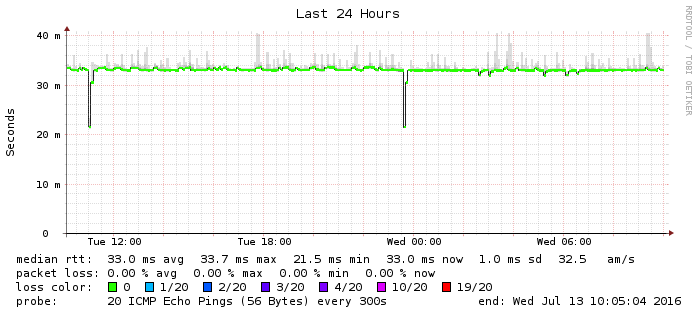 Last 24 Hours
RRDTOOL / TOBI OETIKER
Seconds
40 m
30 m
20 m
10 m
0
Tue 12:00 Tue 18:00 Wed 00:00 Wed 06:00
median rtt: 33.0 ms avg 33.7 ms max 21.5 ms min 33.0 ms now 1.0 ms sd 32.5 am/s
packet loss: 0.00 % avg 0.00 % max 0.00 % min 0.00 % now
loss color: 0 1/20 2/20 3/20 4/20 10/20 19/20
probe: 20 ICMP Echo Pings (56 Bytes) every 300s end: Wed Jul 13 10:05:04 2016